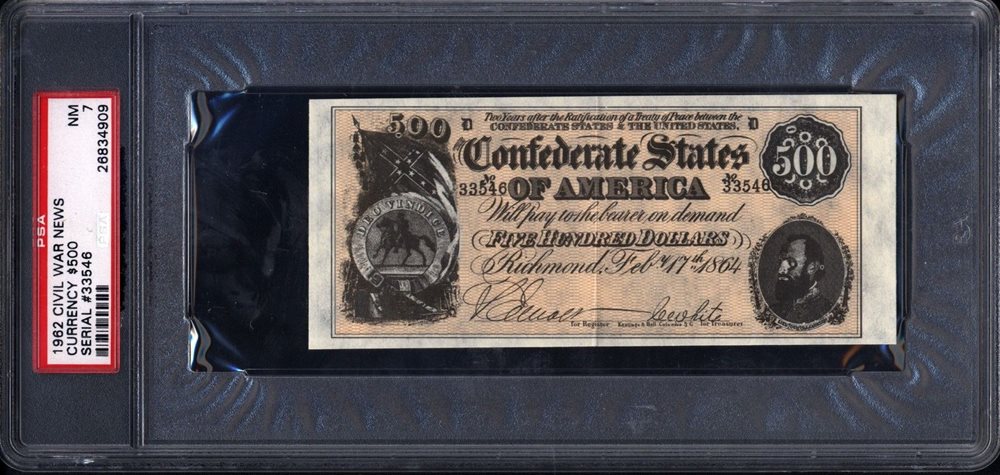 PSA
1962 CIVIL WAR NEWS
CURRENCY $500
SERIAL #33546
NM
7
26834909
500
D
Two Years after the Ratification of a Treaty of Peace between the
CONFEDERATE STATES & THE UNITED STATES,
D
Confederate States
500
No
33546
OF AMERICA
No
33546
DEO VINDICE
Will pay to the bearer on demand
FIVE HUNDRED DOLLARS
Richmond, Feby. 17th. 1864
for Register
Keatinge & Ball Columbia S C
for Treasurer